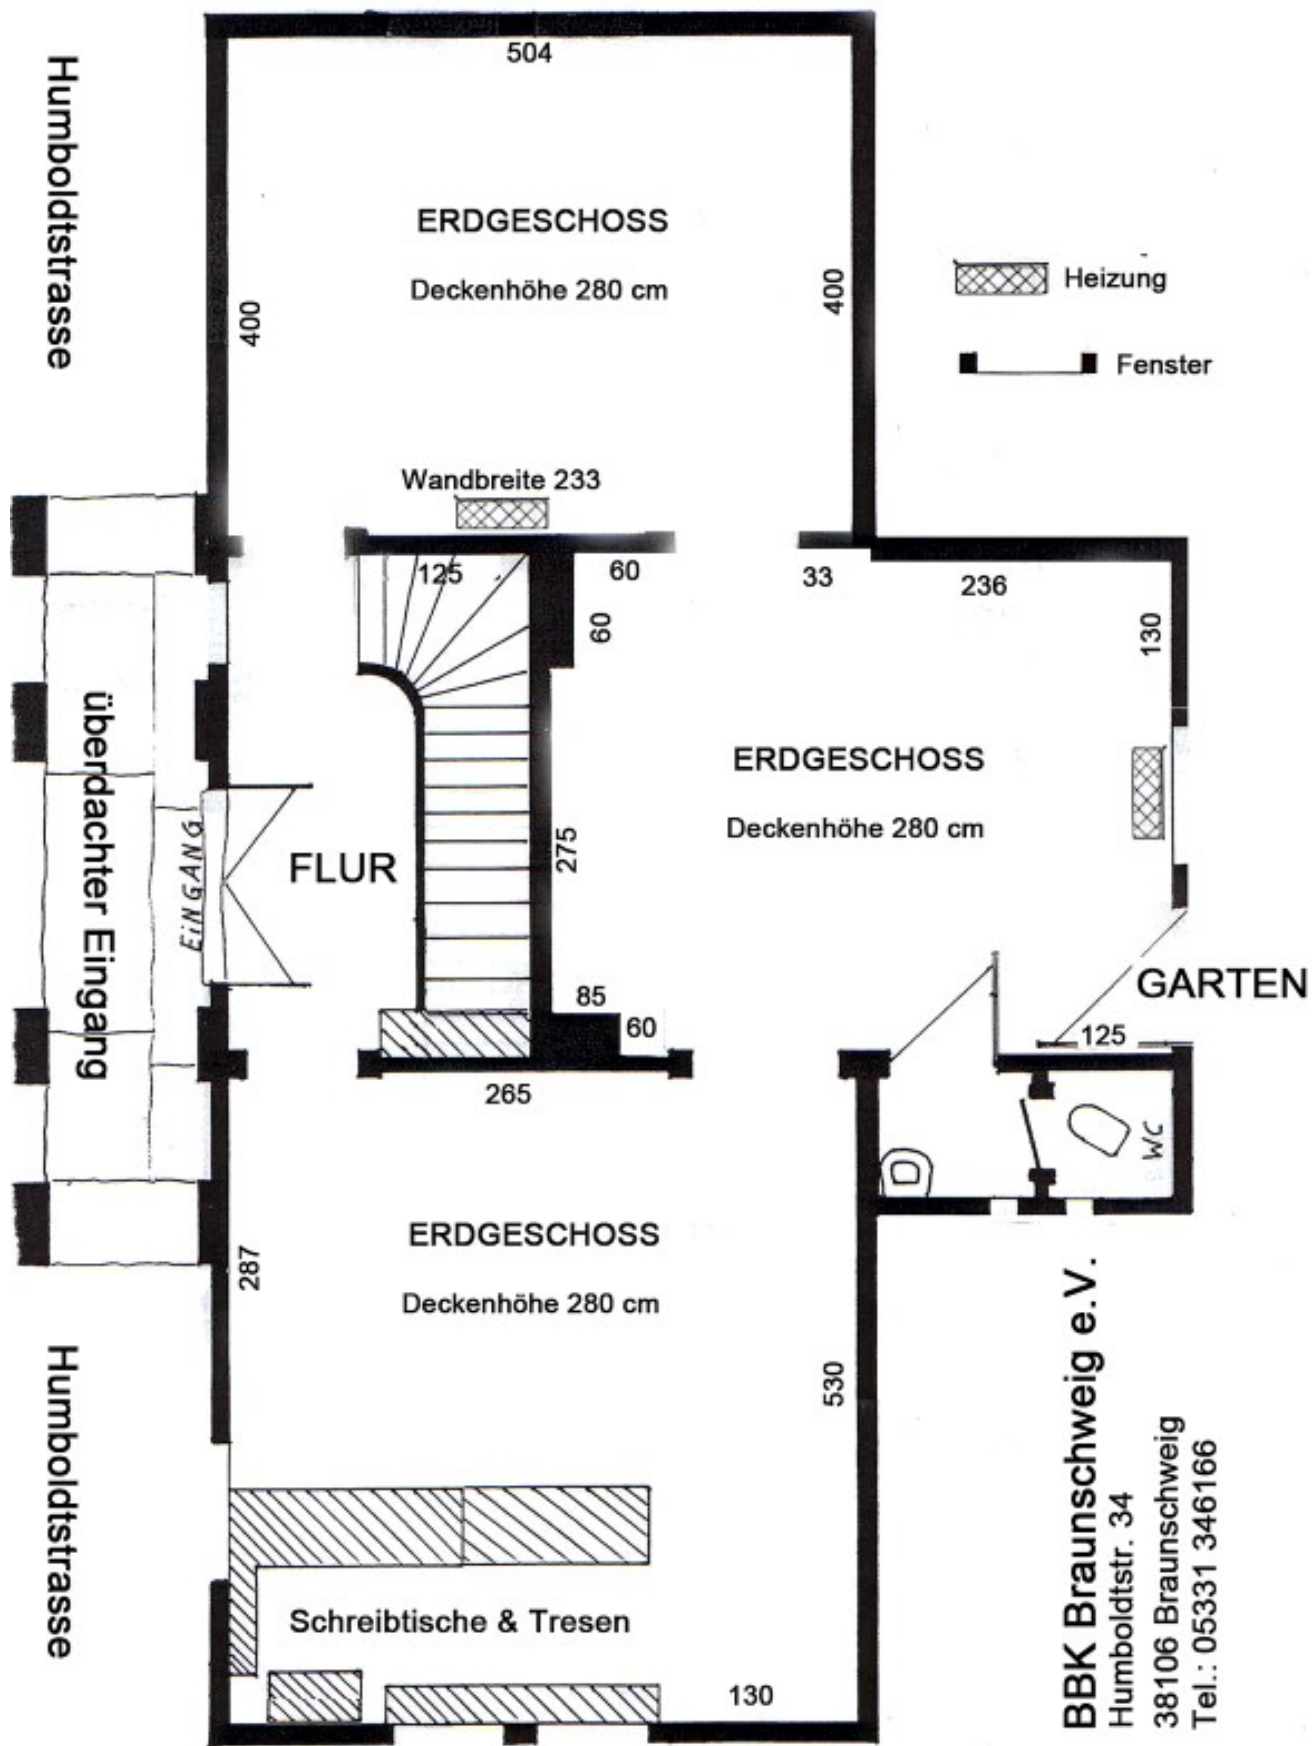 504
Humboldtstrasse
ERDGESCHOSS
Deckenhöhe 280 cm
400
400
Heizung
Fenster
Wandbreite 233
125
60
60
33
236
130
überdachter Eingang
EiNGANG
FLUR
275
ERDGESCHOSS
Deckenhöhe 280 cm
GARTEN
85
60
125
265
WC
ERDGESCHOSS
Deckenhöhe 280 cm
287
530
Humboldtstrasse
Schreibtische & Tresen
130
BBK Braunschweig e.V.
Humboldtstr. 34
38106 Braunschweig
Tel.: 05331 346166